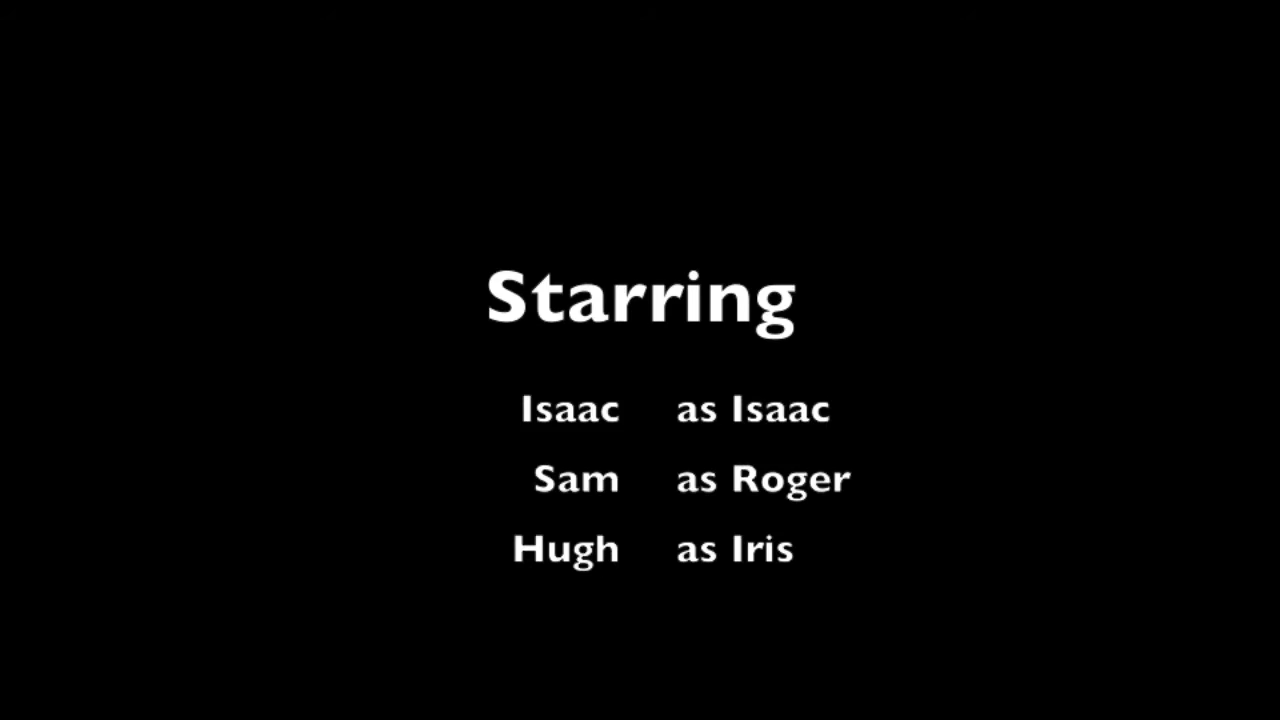 Starring
Isaac as Isaac
Sam as Roger
Hugh as Iris